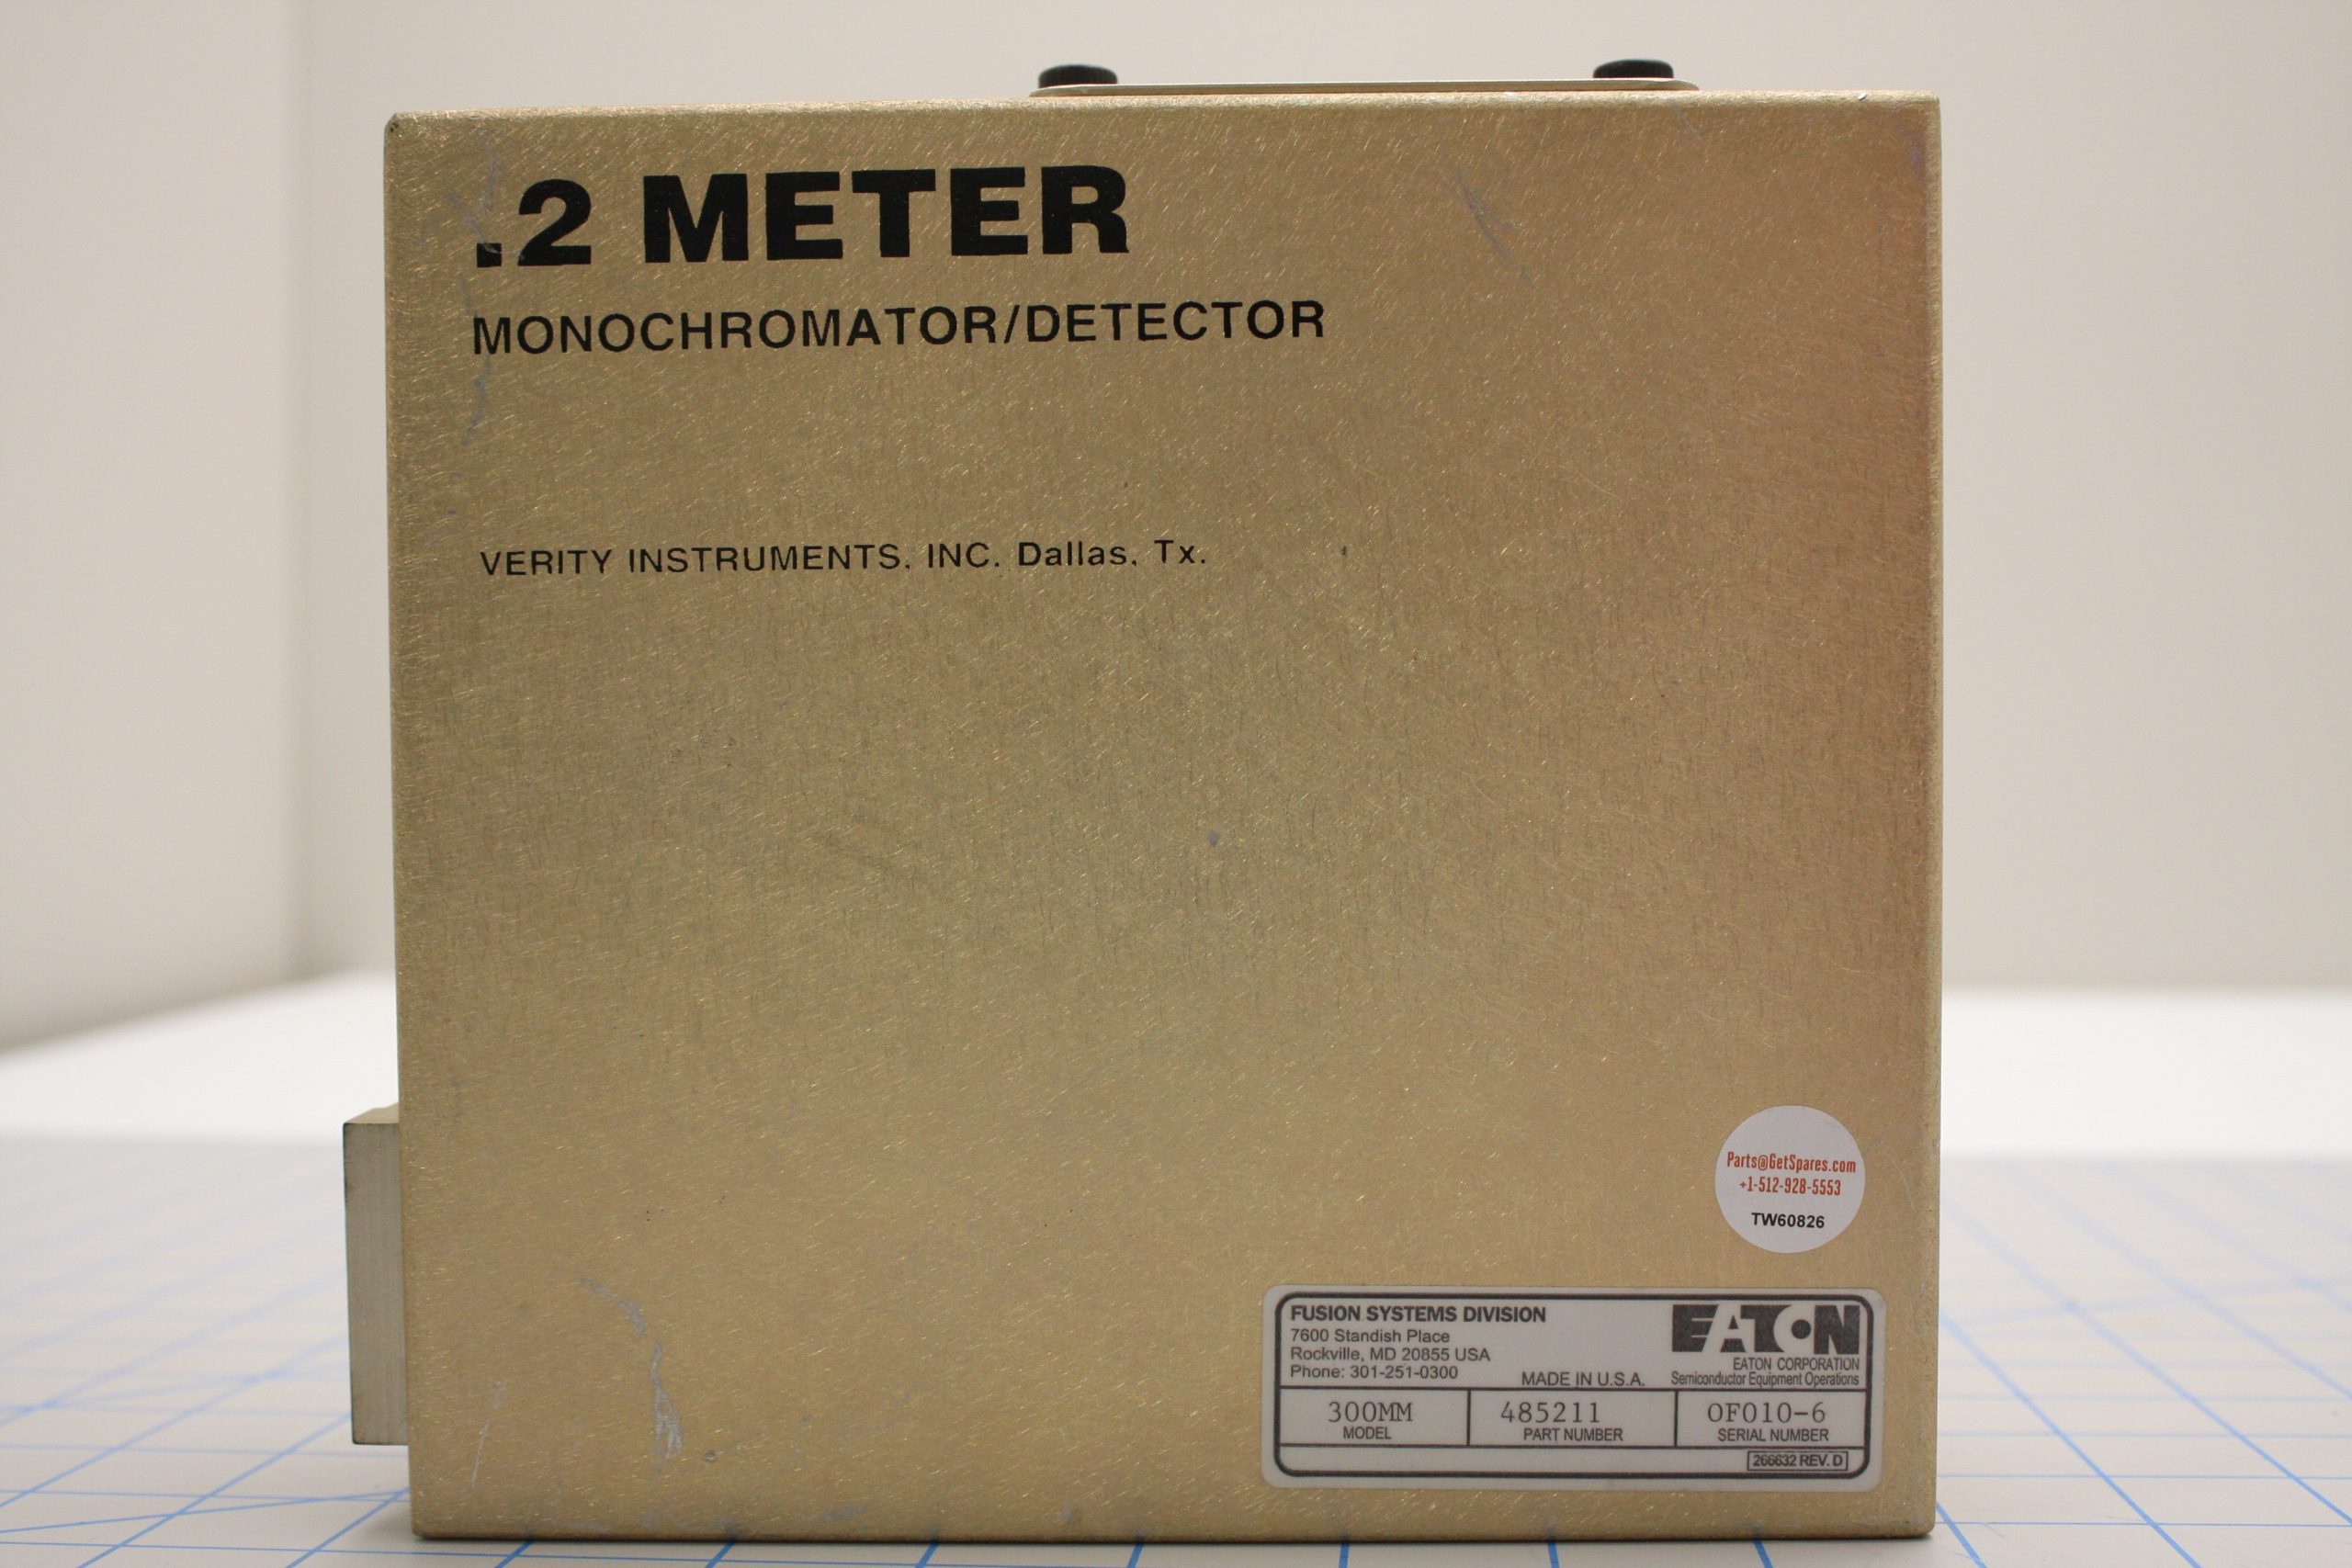 .2 METER
MONOCHROMATOR/DETECTOR
VERITY INSTRUMENTS, INC. Dallas, Tx.
Parts@GetSpares.com
+1-512-928-5553
TW60826
FUSION SYSTEMS DIVISION
7600 Standish Place
Rockville, MD 20855 USA
Phone: 301-251-0300
MADE IN U.S.A.
EATON
EATON CORPORATION
Semiconductor Equipment Operations
300MM
MODEL
485211
PART NUMBER
OF010-6
SERIAL NUMBER
266632 REV. D